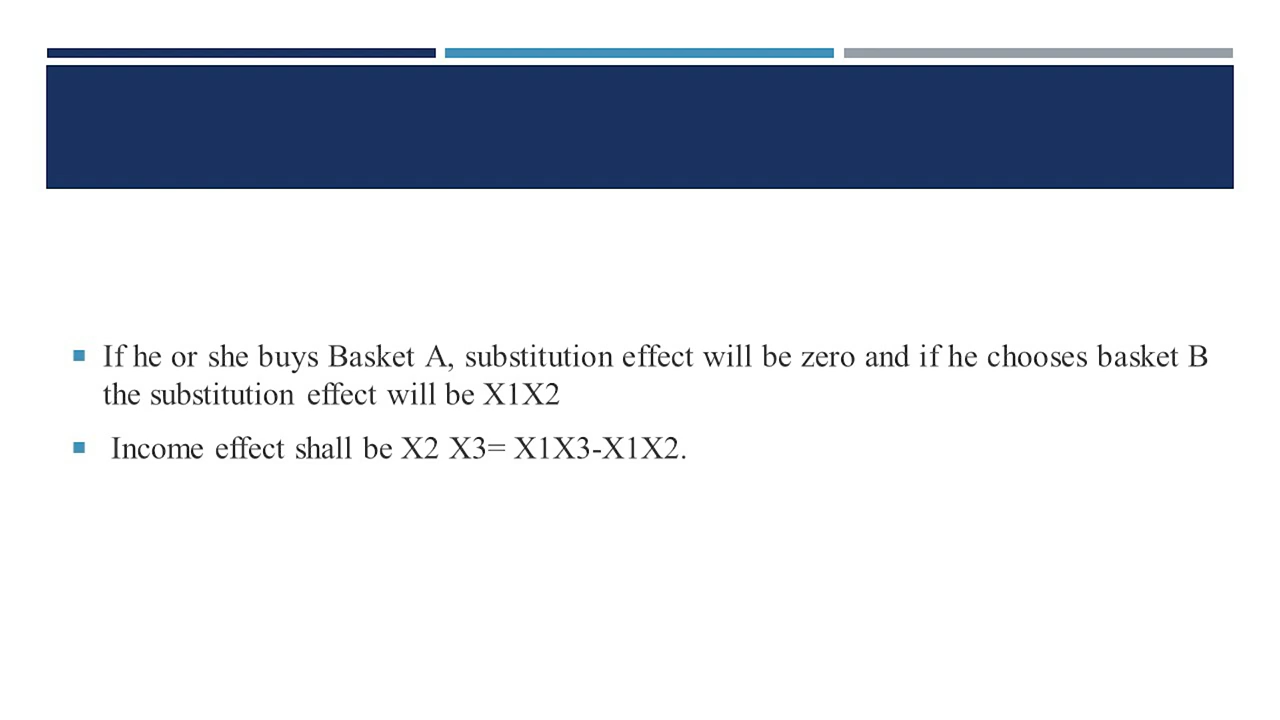 If he or she buys Basket A, substitution effect will be zero and if he chooses basket B
the substitution effect will be X1X2
Income effect shall be X2 X3= X1X3-X1X2.